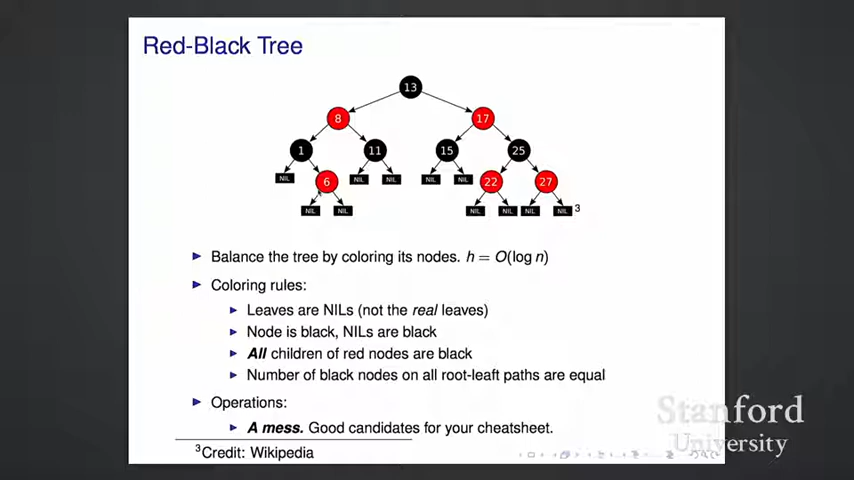 Red-Black Tree
13
8
17
1
11
15
25
NIL
6
NIL
NIL
NIL
NIL
22
27
NIL
NIL
NIL
NIL
NIL
NIL
3
Balance the tree by coloring its nodes. h = O(log n)
Coloring rules:
Leaves are NILs (not the real leaves)
Node is black, NILs are black
All children of red nodes are black
Number of black nodes on all root-leaft paths are equal
Operations:
A mess. Good candidates for your cheatsheet.
3Credit: Wikipedia
Stanford
University